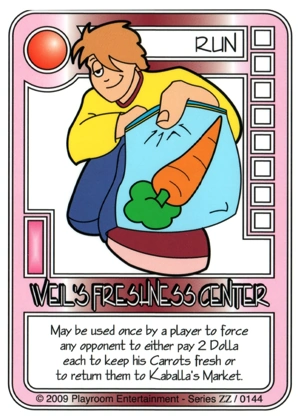 RUN
WEIL'S FRESHNESS CENTER
May be used once by a player to force
any opponent to either pay 2 Dolla
each to keep his Carrots fresh or
to return them to Kaballa's Market.
© 2009 Playroom Entertainment - Series ZZ / 0144